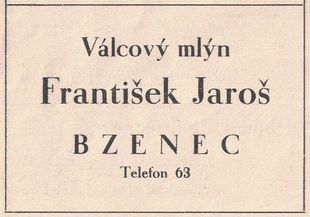 Válcový mlýn
František Jaroš
BZENEC
Telefon 63